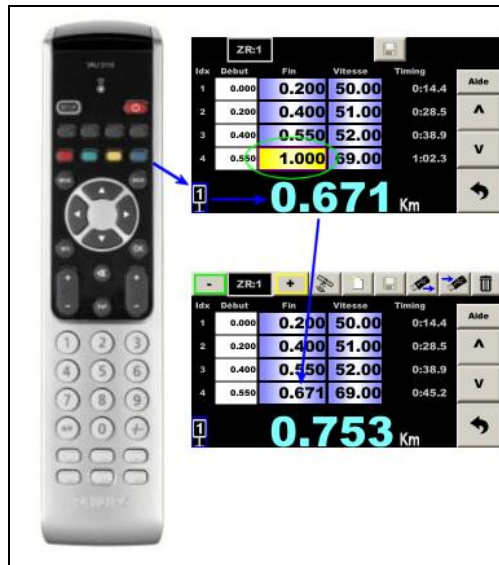 ZR:1
Idx Début Fin Vitesse Timing
1 0.000 0.200 50.00 0:14.4
2 0.200 0.400 51.00 0:28.5
3 0.400 0.550 52.00 0:38.9
4 0.550 1.000 69.00 1:02.3
Aide
1 0.671 Km
- ZR:1 +
Idx Début Fin Vitesse Timing
1 0.000 0.200 50.00 0:14.4
2 0.200 0.400 51.00 0:28.5
3 0.400 0.550 52.00 0:38.9
4 0.550 0.671 69.00 0:45.2
Aide
1 0.753 Km
1 2 3
4 5 6
7 8 9
AV 0